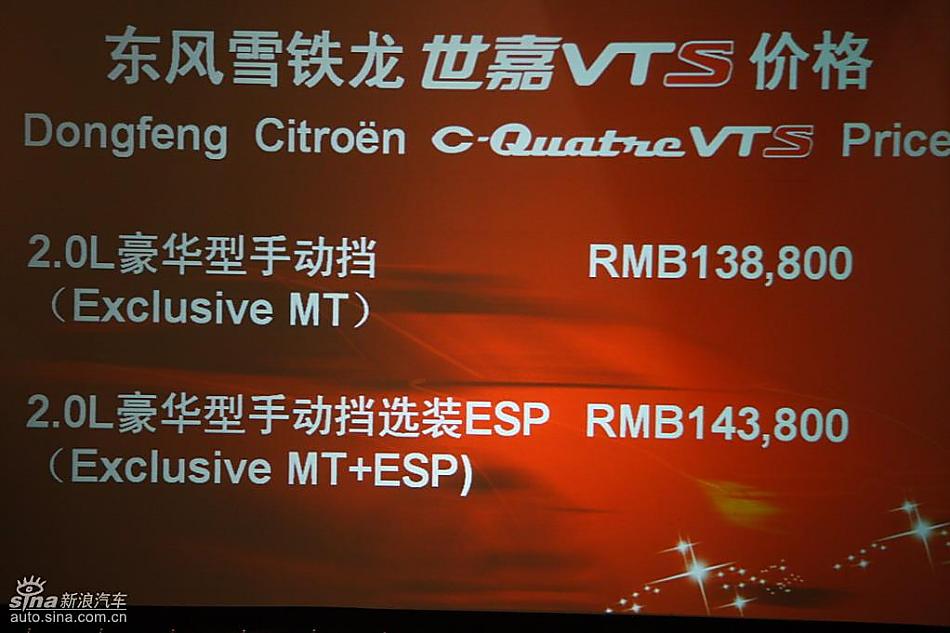 东风雪铁龙 世嘉VTS 价格
Dongfeng Citroën C-Quatre VTS Price
2.0L豪华型手动挡 RMB138,800
（Exclusive MT）
2.0L豪华型手动挡选装ESP RMB143,800
（Exclusive MT+ESP)
sina新浪汽车
auto.sina.com.cn